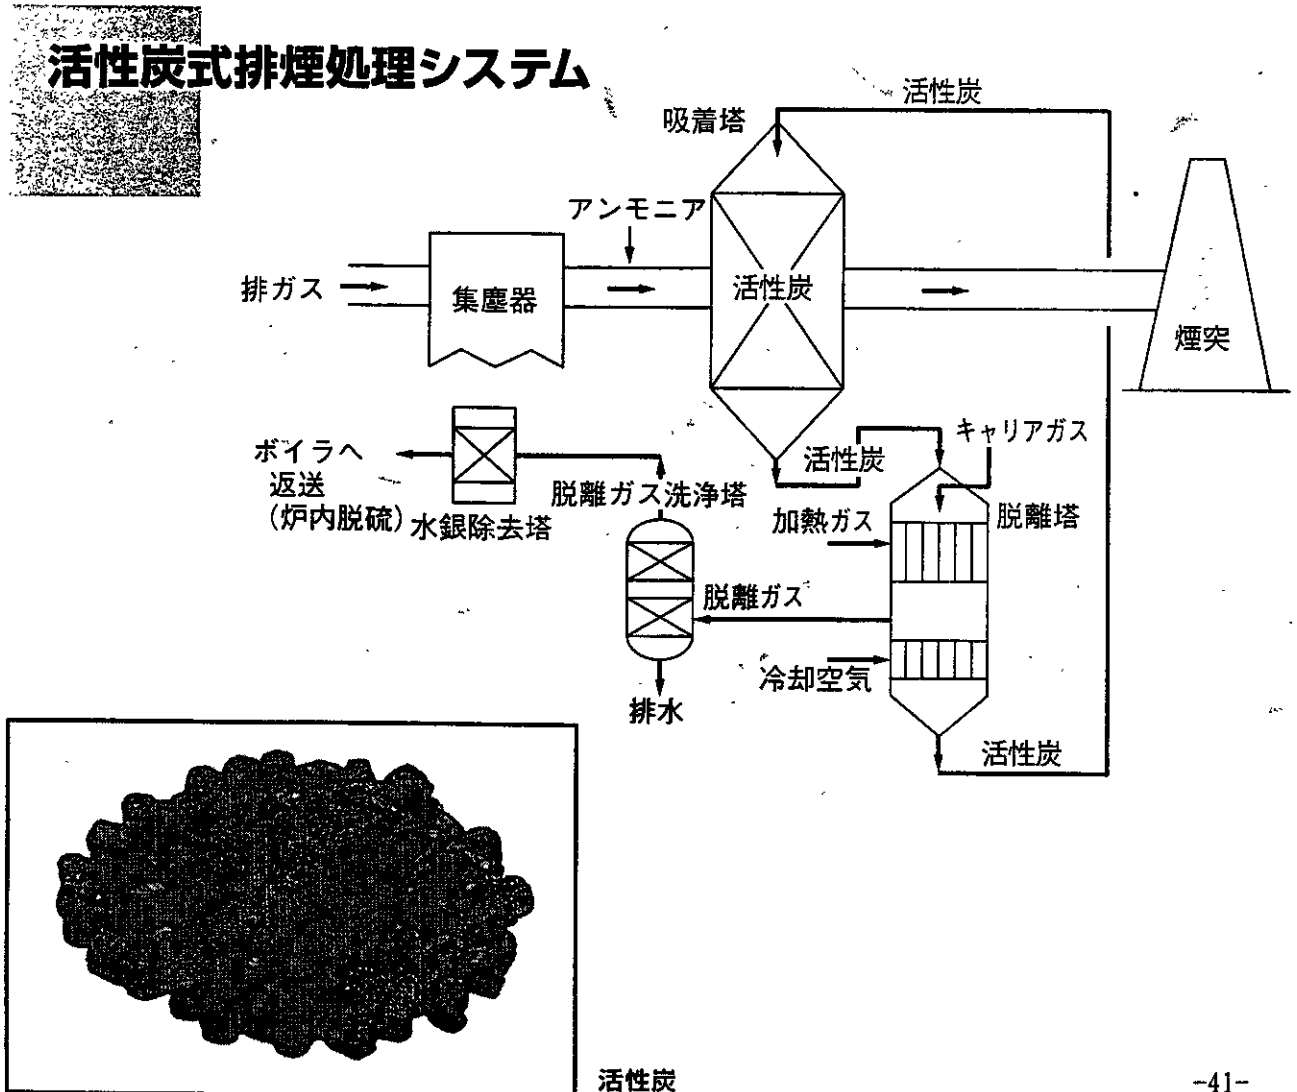 活性炭式排煙処理システム
活性炭
吸着塔
アンモニア
排ガス
集塵器
活性炭
煙突
ボイラへ
返送
(炉内脱硫)
水銀除去塔
脱離ガス洗浄塔
活性炭
キャリアガス
加熱ガス
脱離塔
脱離ガス
冷却空気
排水
活性炭
活性炭
-41-